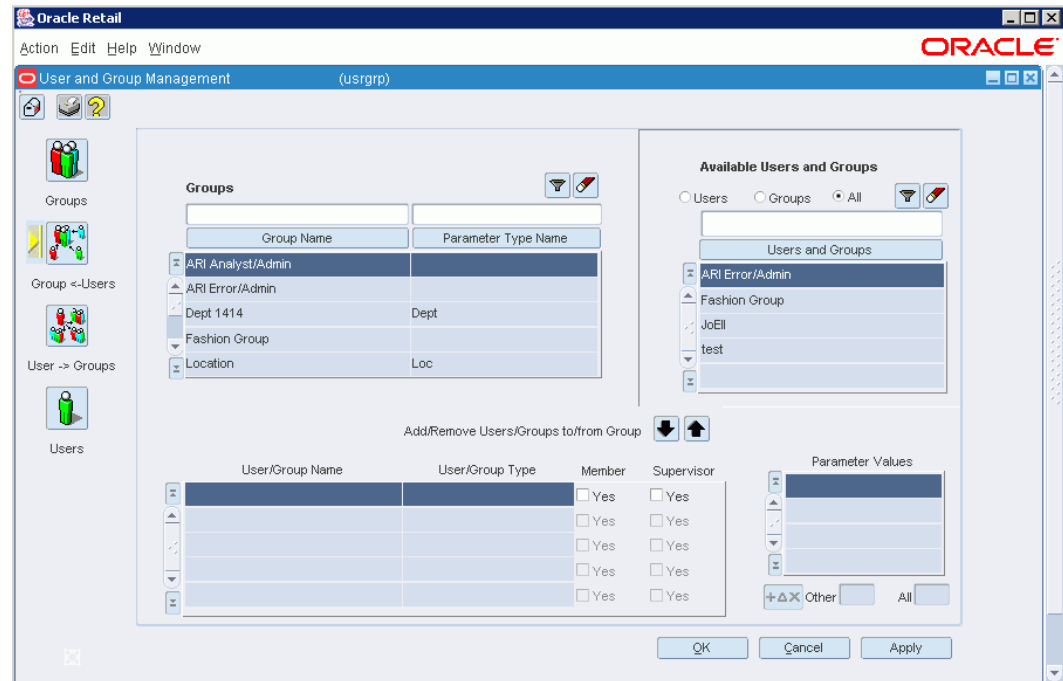 Oracle Retail
Action Edit Help Window
ORACLE
User and Group Management (usrgrp)
Groups
Group <-Users
User -> Groups
Users
Groups
Group Name Parameter Type Name
ARI Analyst/Admin
ARI Error/Admin
Dept 1414 Dept
Fashion Group
Location Loc
Available Users and Groups
Users Groups All
Users and Groups
ARI Error/Admin
Fashion Group
JoEll
test
Add/Remove Users/Groups to/from Group
User/Group Name User/Group Type Member Supervisor
Yes Yes
Yes Yes
Yes Yes
Yes Yes
Yes Yes
Parameter Values
Other All
OK Cancel Apply